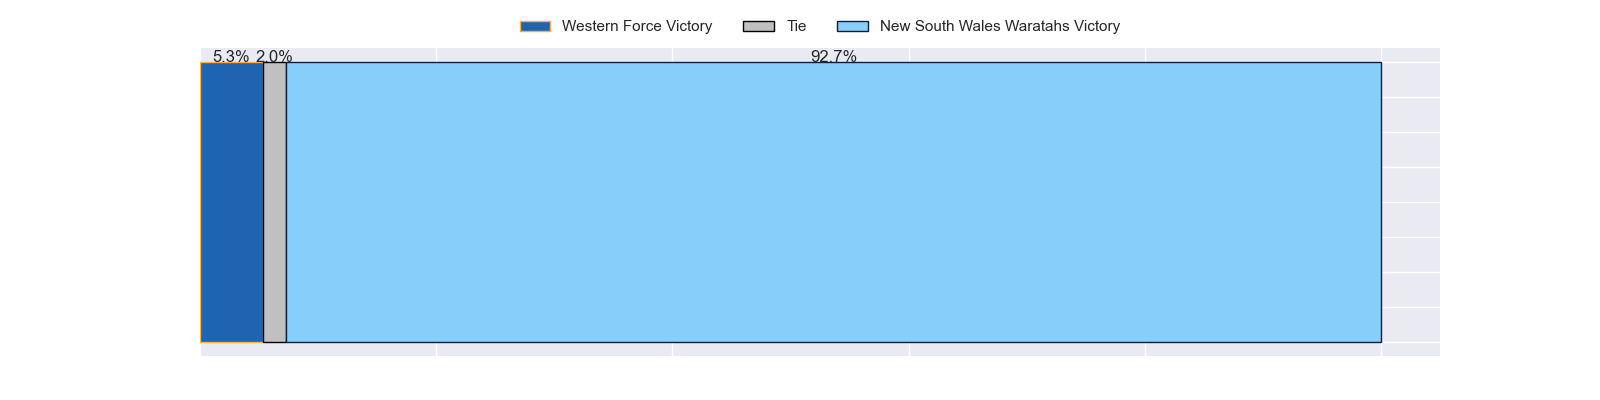 Western Force Victory Tie New South Wales Waratahs Victory
5.3% 2.0% 92.7%